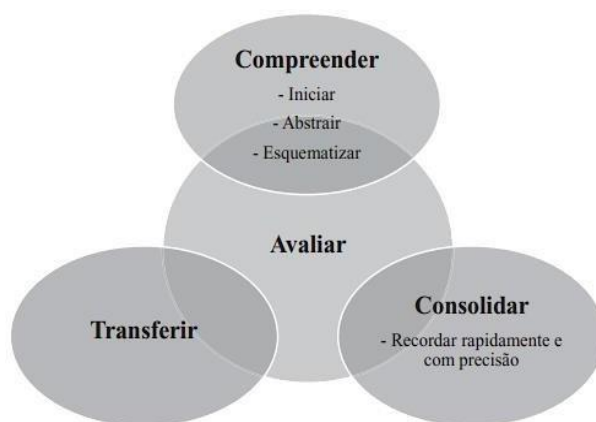 Compreender
- Iniciar
- Abstrair
- Esquematizar
Avaliar
Transferir
Consolidar
- Recordar rapidamente e
com precisão